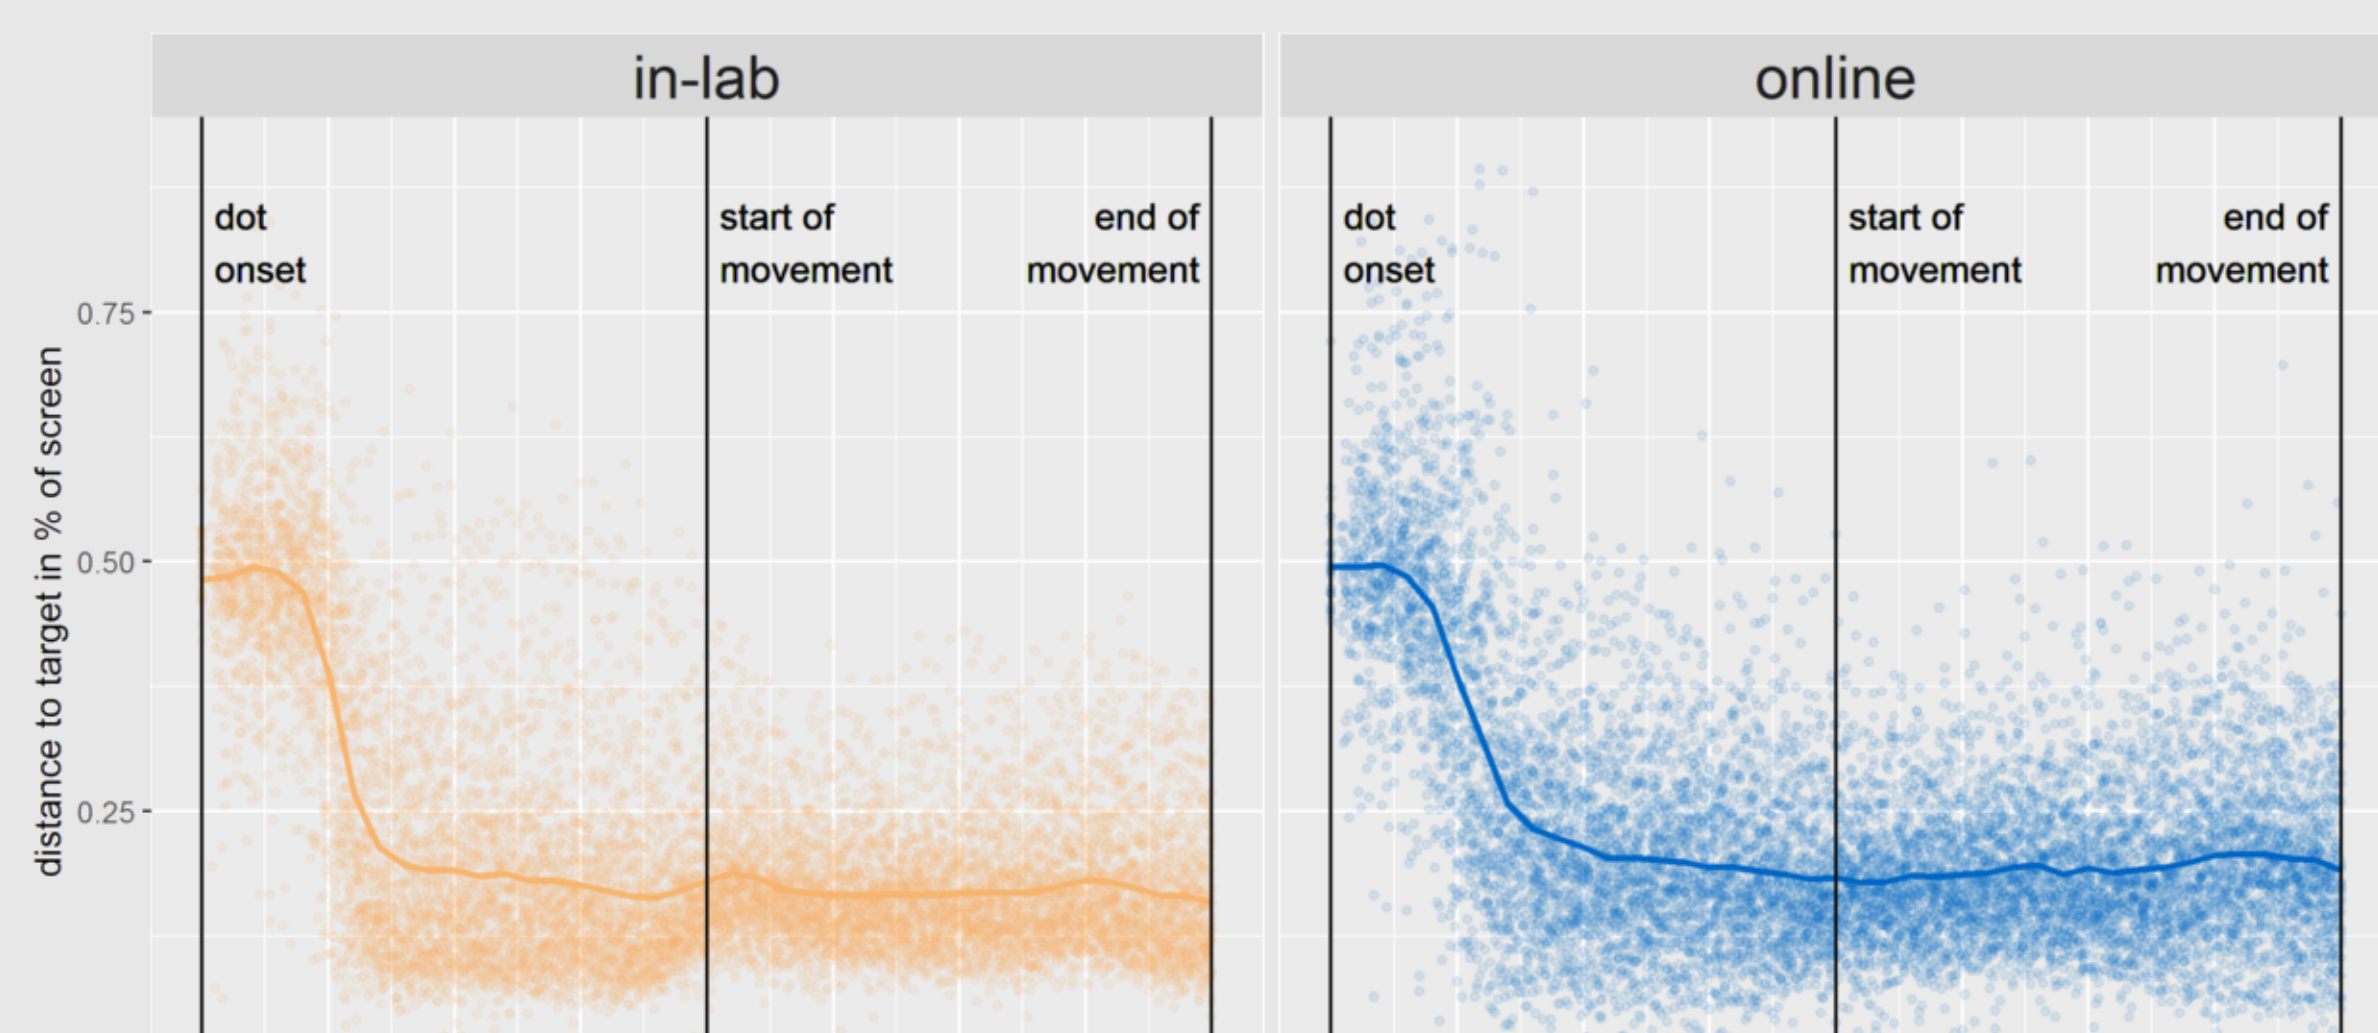 in-lab
online
dot
onset
start of
movement
end of
movement
dot
onset
start of
movement
end of
movement
distance to target in % of screen
0.75
0.50
0.25